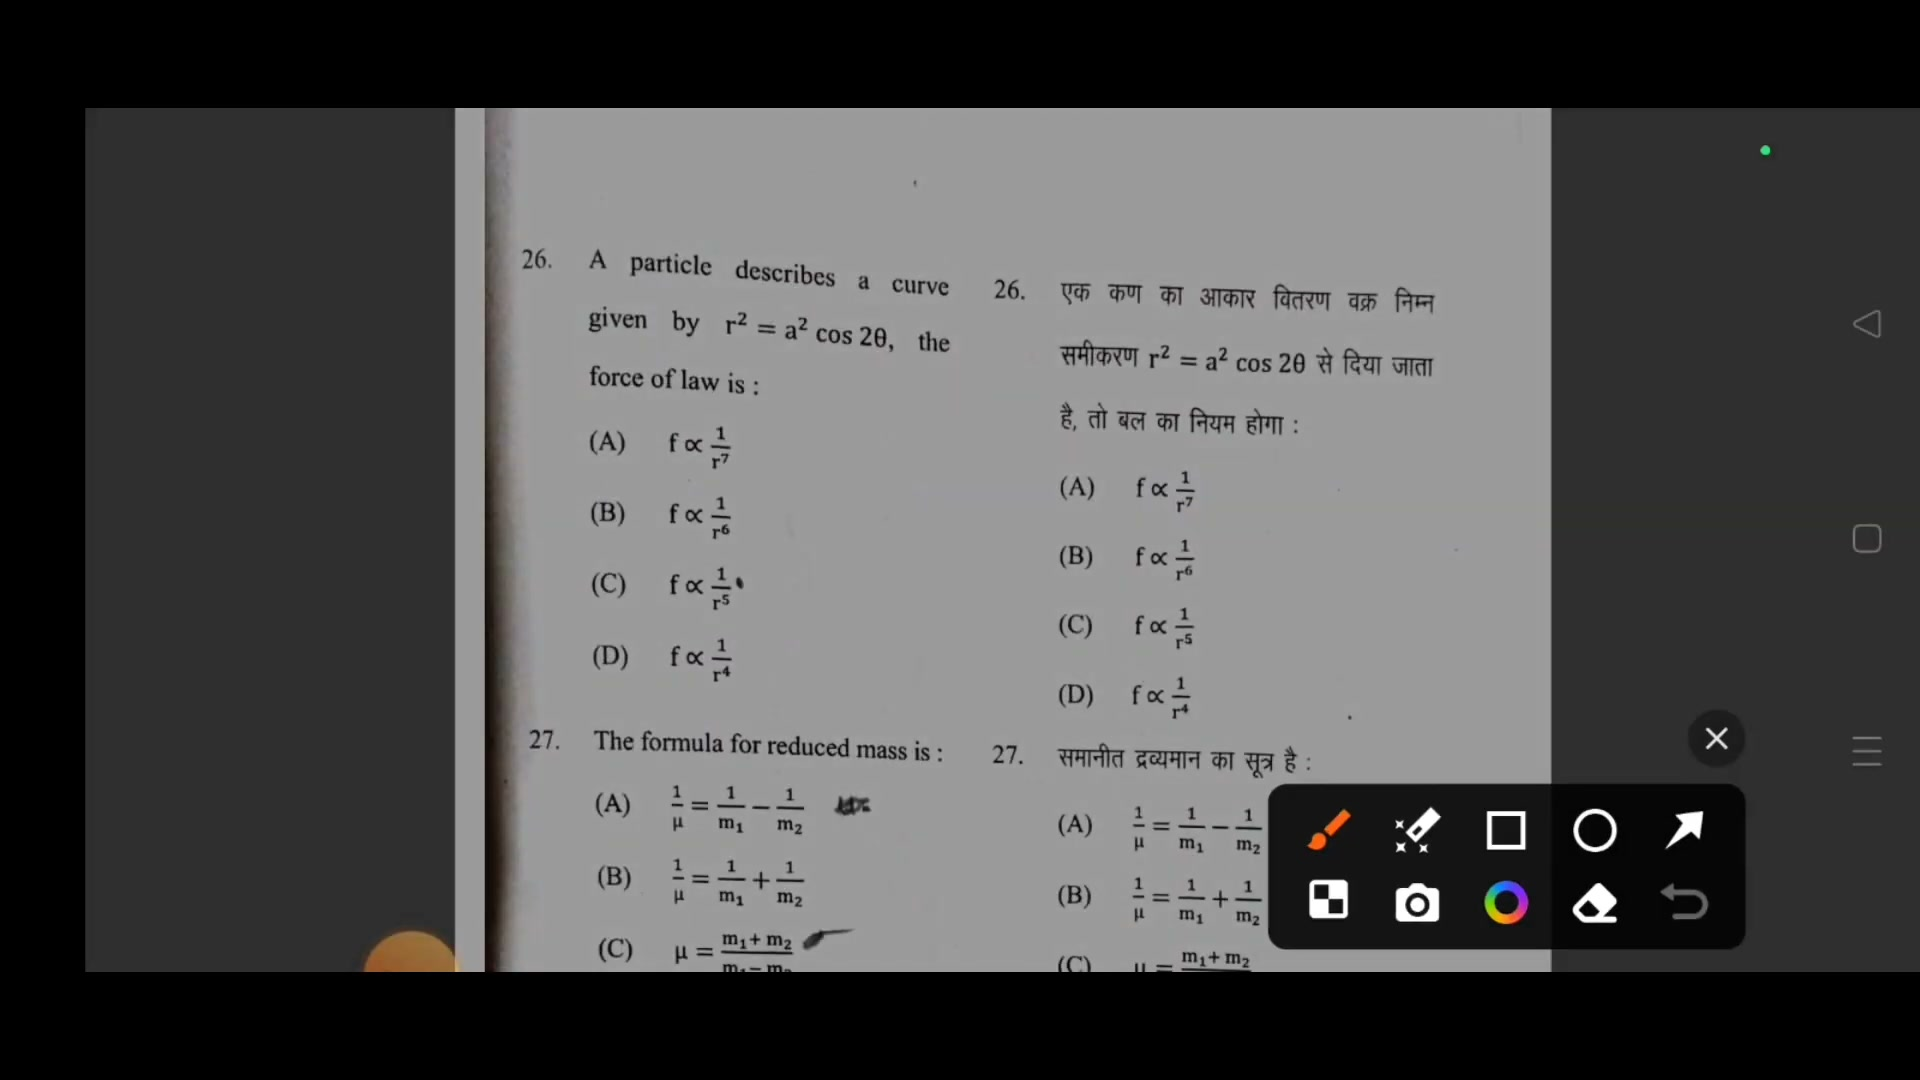 26. A particle describes a curve
given by r² = a² cos 2θ, the
force of law is :
(A) f ∝ 1/r⁷
(B) f ∝ 1/r⁶
(C) f ∝ 1/r⁵
(D) f ∝ 1/r⁴
27. The formula for reduced mass is :
(A) 1/μ = 1/m₁ − 1/m₂
(B) 1/μ = 1/m₁ + 1/m₂
(C) μ = m₁+ m₂
26. एक कण का आकार वितरण वक्र निम्न
समीकरण r² = a² cos 2θ से दिया जाता
है, तो बल का नियम होगा :
(A) f ∝ 1/r⁷
(B) f ∝ 1/r⁶
(C) f ∝ 1/r⁵
(D) f ∝ 1/r⁴
27. समानीत द्रव्यमान का सूत्र है :
(A) 1/μ = 1/m₁ − 1/m₂
(B) 1/μ = 1/m₁ + 1/m₂
(C) μ = m₁+ m₂